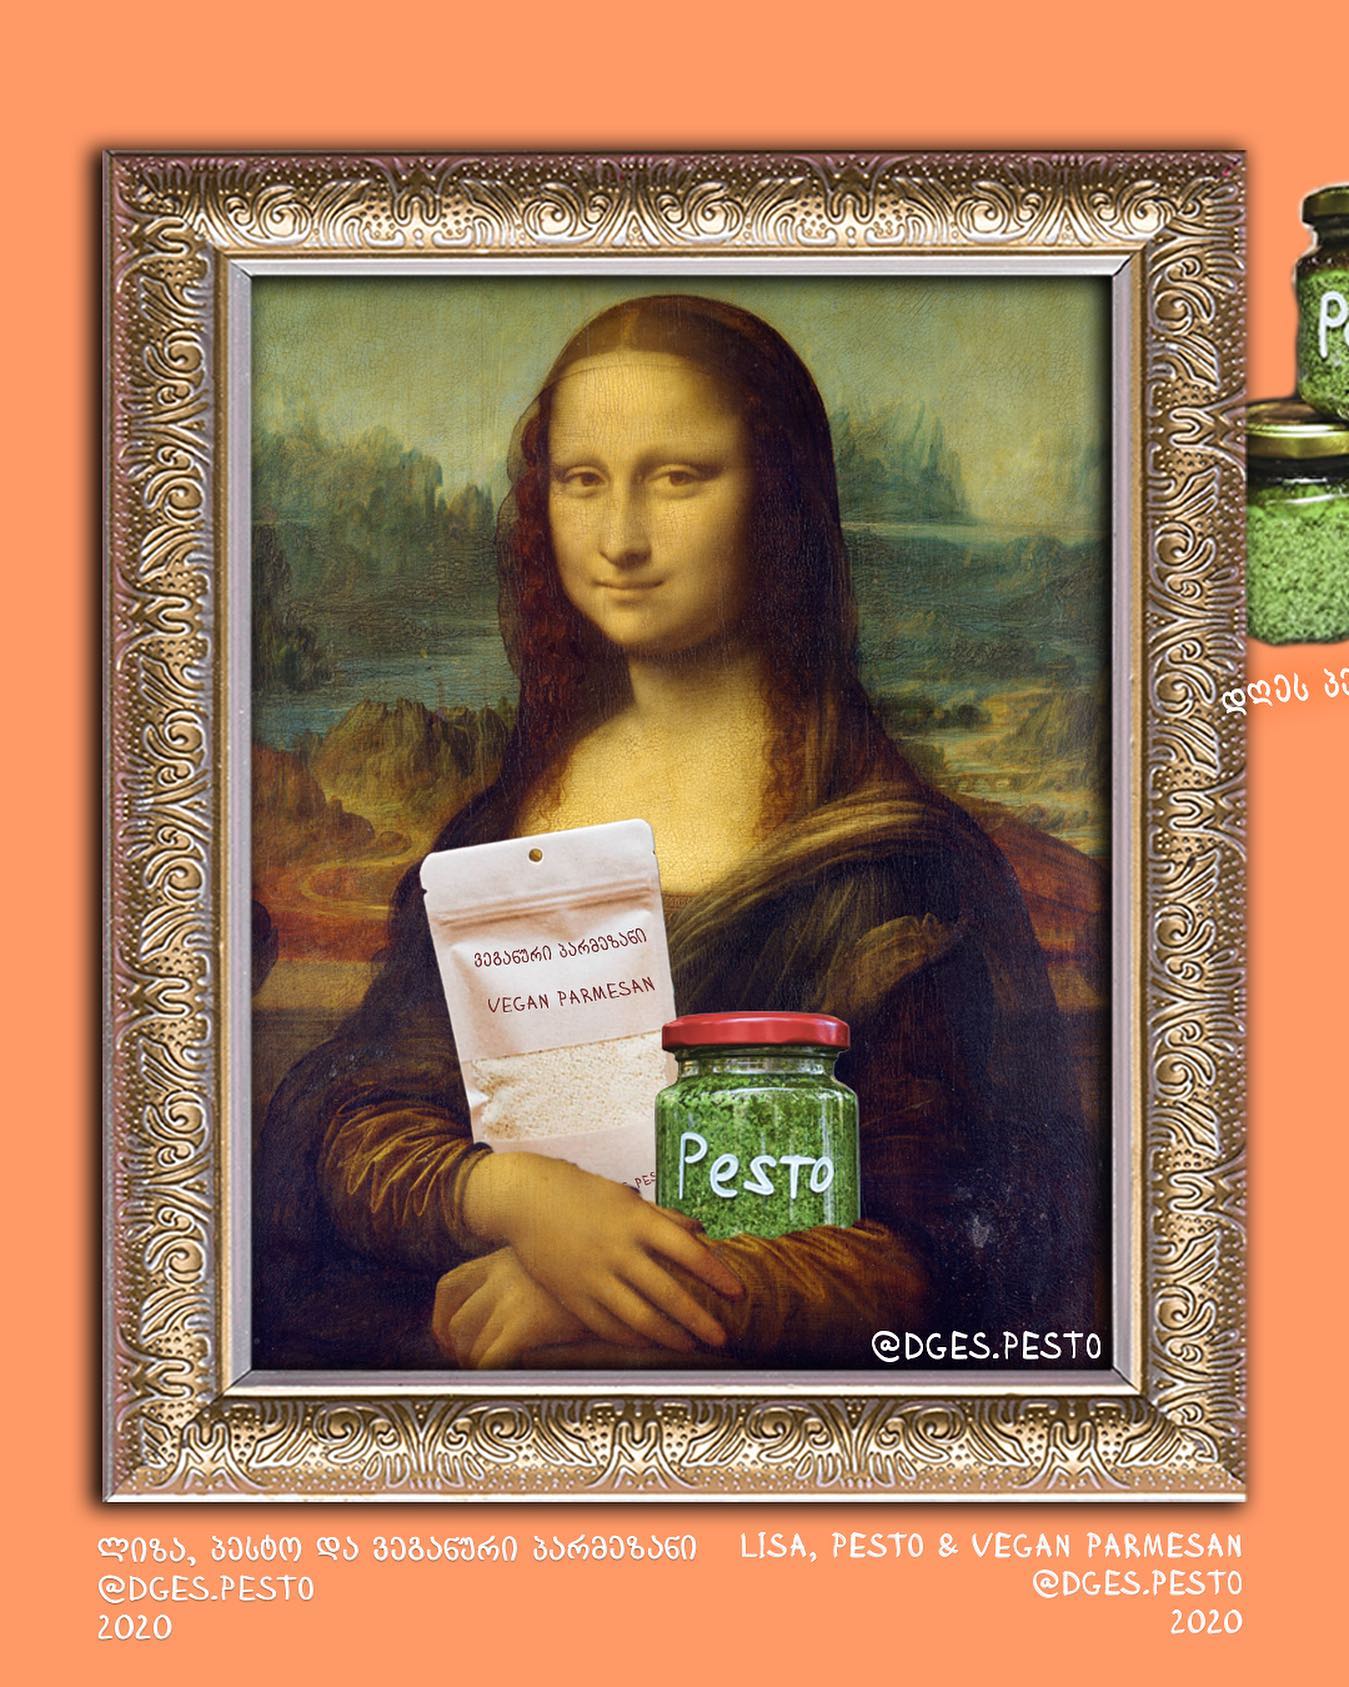 ვეგანური პარმეზანი
VEGAN PARMESAN
Pesto
@DGES.PESTO
დღეს
ლიზა, პესტო და ვეგანური პარმეზანი
@DGES.PESTO
2020
LISA, PESTO & VEGAN PARMESAN
@DGES.PESTO
2020